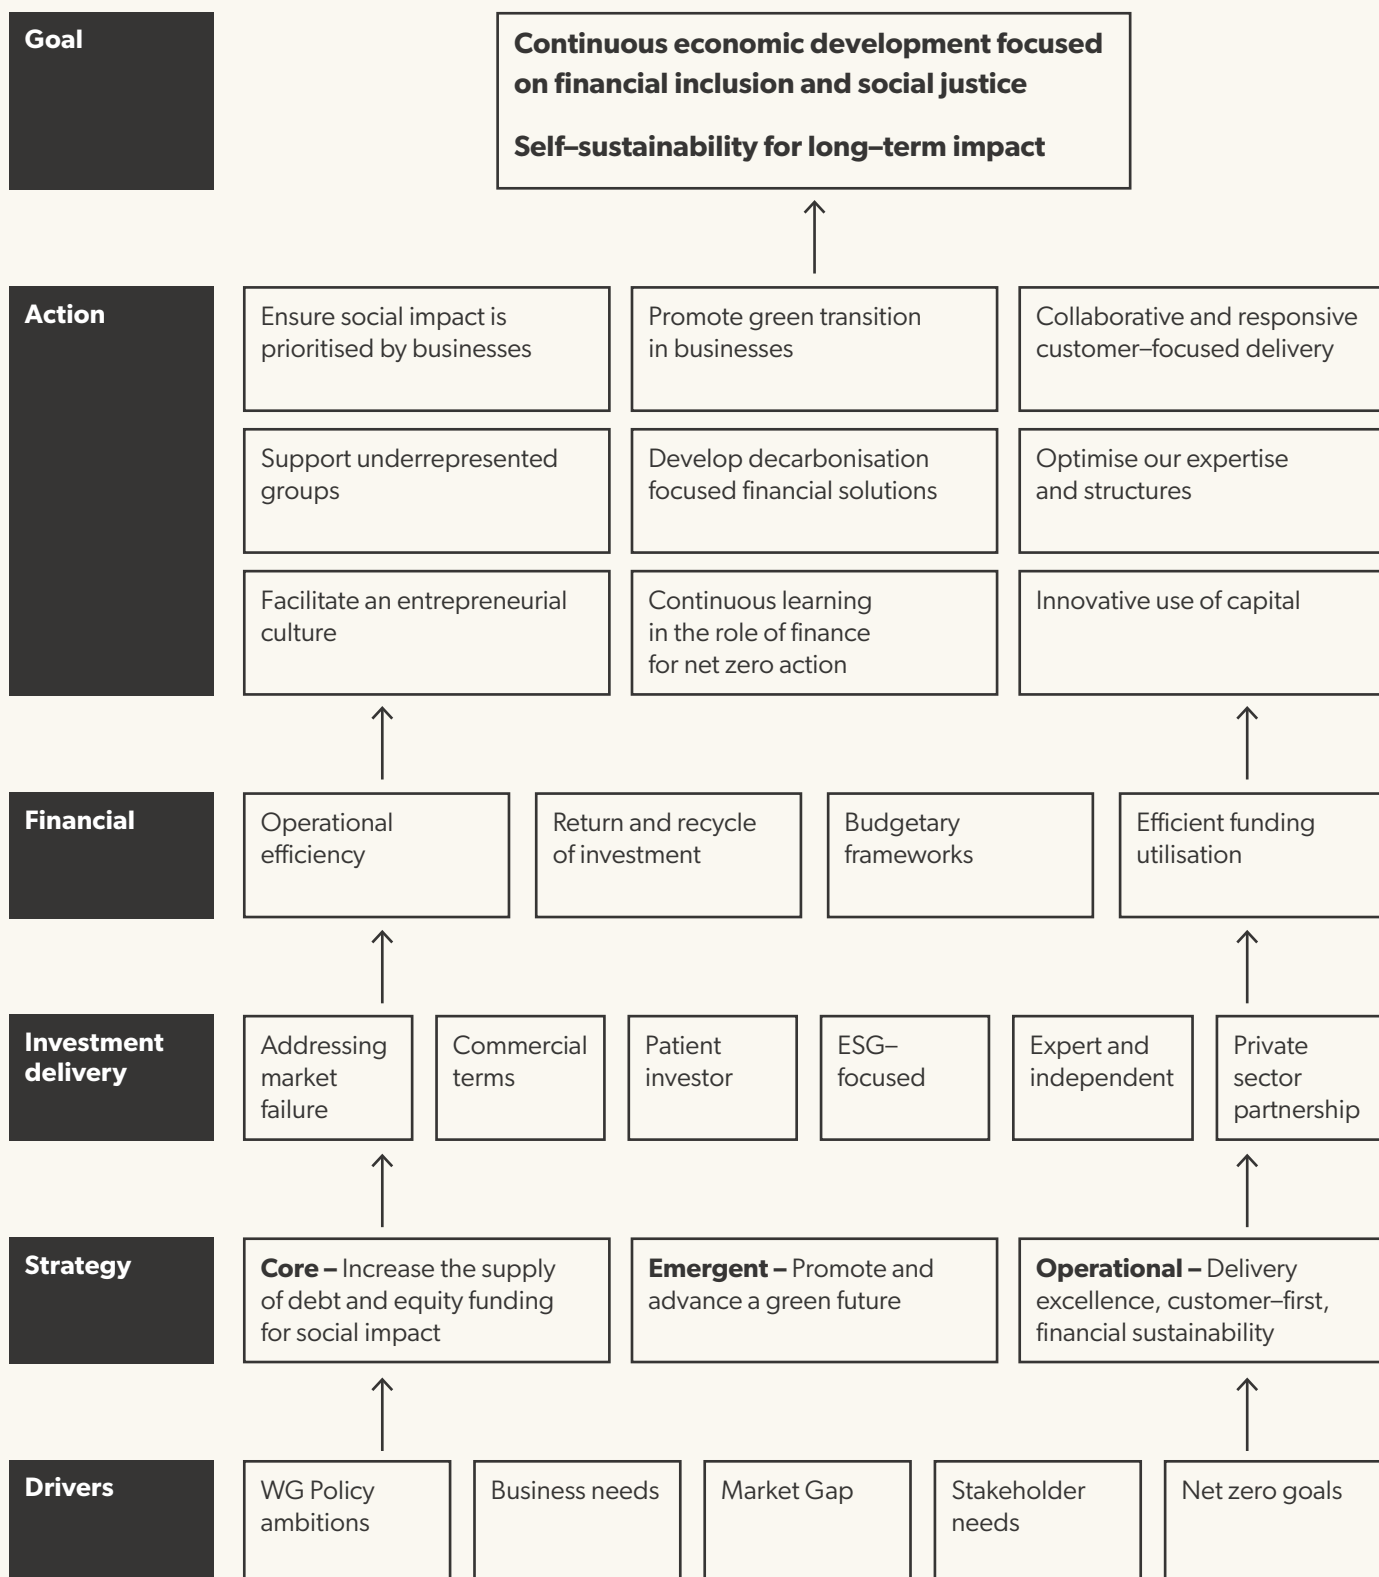 Goal
Continuous economic development focused
on financial inclusion and social justice
Self–sustainability for long–term impact
Action
Ensure social impact is
prioritised by businesses
Promote green transition
in businesses
Collaborative and responsive
customer–focused delivery
Support underrepresented
groups
Develop decarbonisation
focused financial solutions
Optimise our expertise
and structures
Facilitate an entrepreneurial
culture
Continuous learning
in the role of finance
for net zero action
Innovative use of capital
Financial
Operational
efficiency
Return and recycle
of investment
Budgetary
frameworks
Efficient funding
utilisation
Investment
delivery
Addressing
market
failure
Commercial
terms
Patient
investor
ESG–
focused
Expert and
independent
Private
sector
partnership
Strategy
Core – Increase the supply
of debt and equity funding
for social impact
Emergent – Promote and
advance a green future
Operational – Delivery
excellence, customer–first,
financial sustainability
Drivers
WG Policy
ambitions
Business needs
Market Gap
Stakeholder
needs
Net zero goals